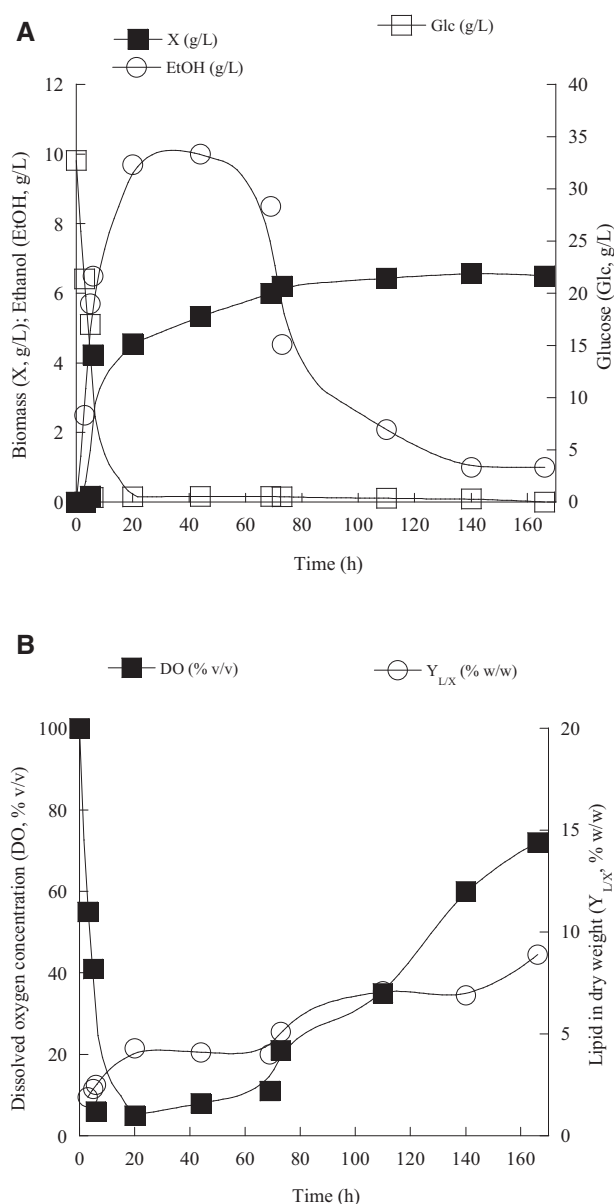 A
X (g/L)
Glc (g/L)
EtOH (g/L)
12
10
8
6
4
2
0
Biomass (X, g/L); Ethanol (EtOH, g/L)
40
35
30
25
20
15
10
5
0
Glucose (Glc, g/L)
0 20 40 60 80 100 120 140 160
Time (h)
B
DO (% v/v)
Y_{L/X} (% w/w)
100
80
60
40
20
0
Dissolved oxygen concentration (DO, % v/v)
20
15
10
5
0
Lipid in dry weight (Y_{L/X}, % w/w)
0 20 40 60 80 100 120 140 160
Time (h)